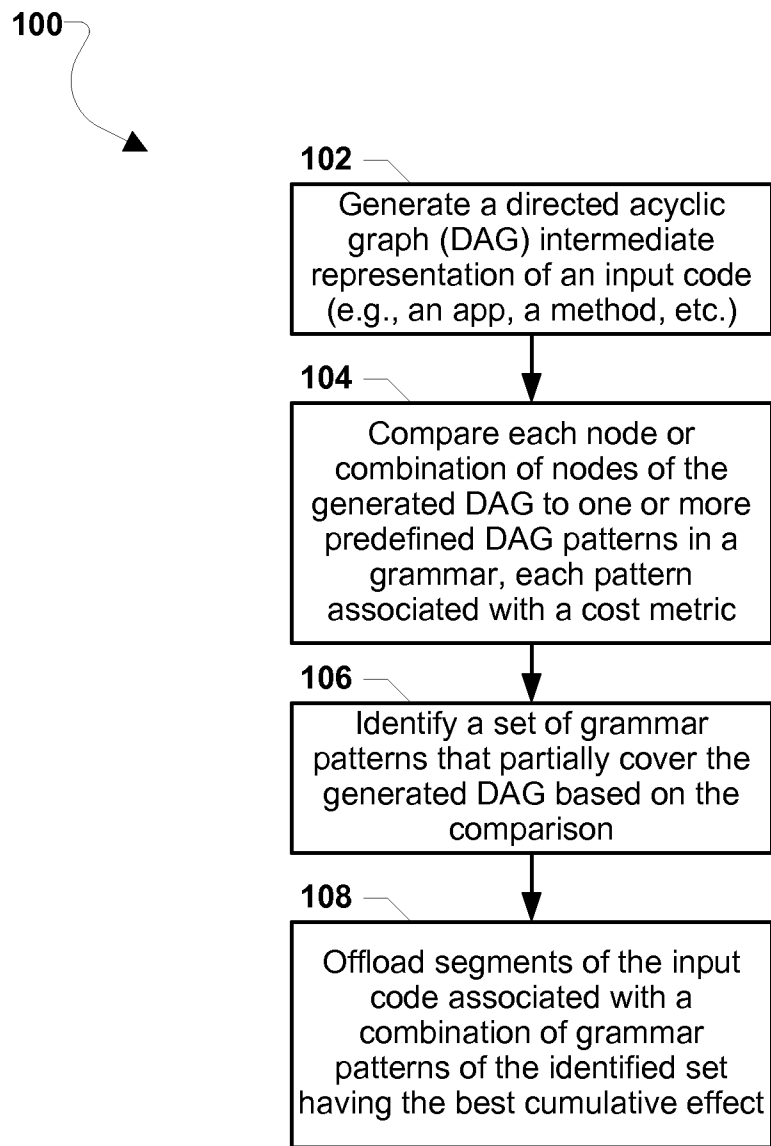 100
102
Generate a directed acyclic
graph (DAG) intermediate
representation of an input code
(e.g., an app, a method, etc.)
104
Compare each node or
combination of nodes of the
generated DAG to one or more
predefined DAG patterns in a
grammar, each pattern
associated with a cost metric
106
Identify a set of grammar
patterns that partially cover the
generated DAG based on the
comparison
108
Offload segments of the input
code associated with a
combination of grammar
patterns of the identified set
having the best cumulative effect